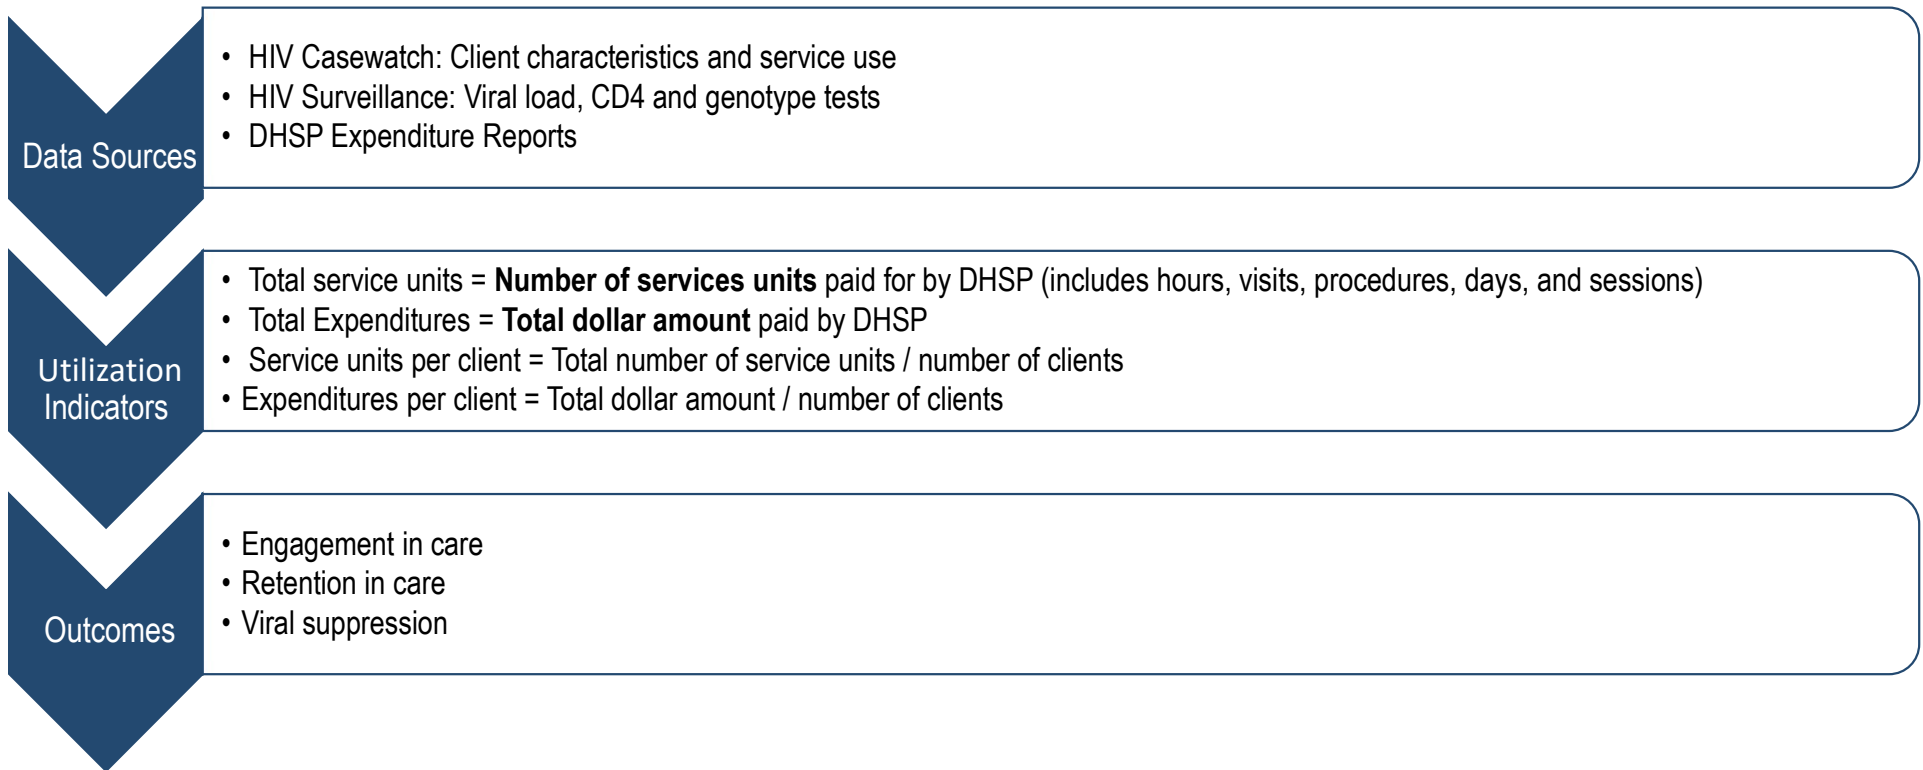 Data Sources
• HIV Casewatch: Client characteristics and service use
• HIV Surveillance: Viral load, CD4 and genotype tests
• DHSP Expenditure Reports
Utilization
Indicators
• Total service units = Number of services units paid for by DHSP (includes hours, visits, procedures, days, and sessions)
• Total Expenditures = Total dollar amount paid by DHSP
• Service units per client = Total number of service units / number of clients
• Expenditures per client = Total dollar amount / number of clients
Outcomes
• Engagement in care
• Retention in care
• Viral suppression